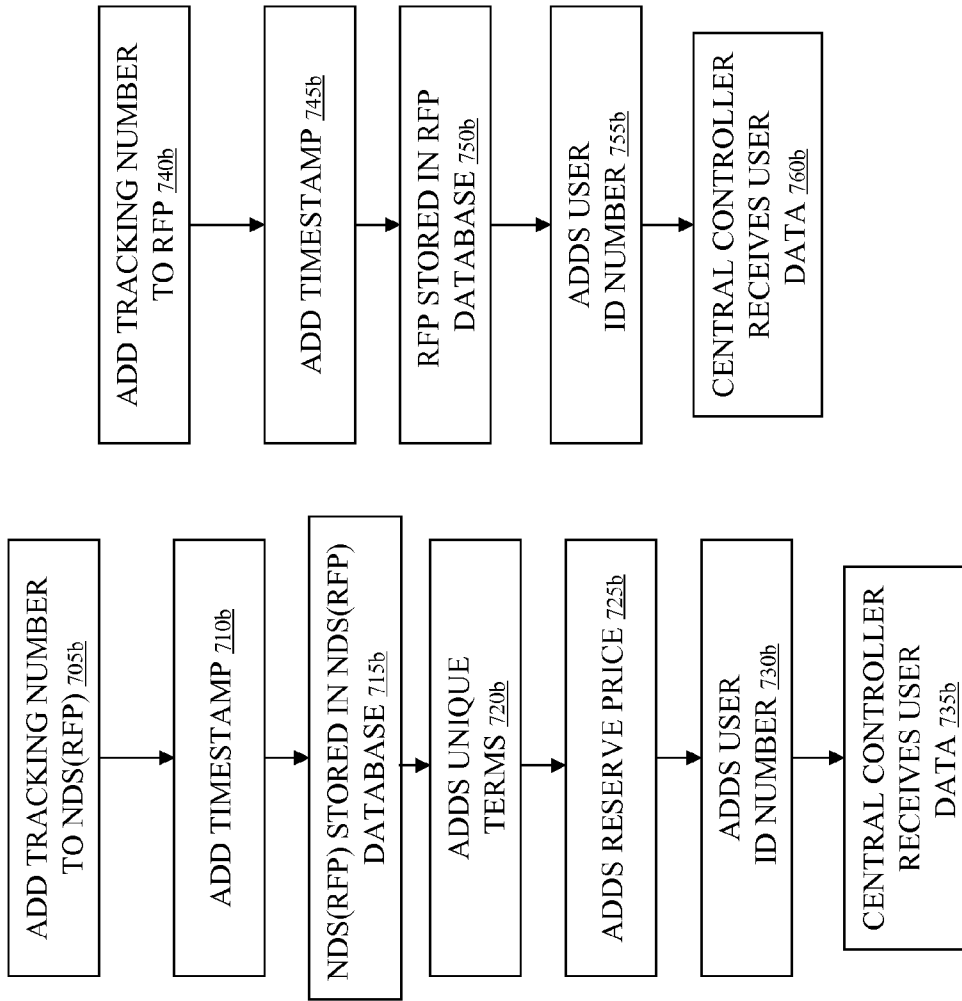 ADD TRACKING NUMBER
TO NDS(RFP) 705b
ADD TIMESTAMP 710b
NDS(RFP) STORED IN NDS(RFP)
DATABASE 715b
ADDS UNIQUE
TERMS 720b
ADDS RESERVE PRICE 725b
ADDS USER
ID NUMBER 730b
CENTRAL CONTROLLER
RECEIVES USER
DATA 735b
ADD TRACKING NUMBER
TO RFP 740b
ADD TIMESTAMP 745b
RFP STORED IN RFP
DATABASE 750b
ADDS USER
ID NUMBER 755b
CENTRAL CONTROLLER
RECEIVES USER
DATA 760b